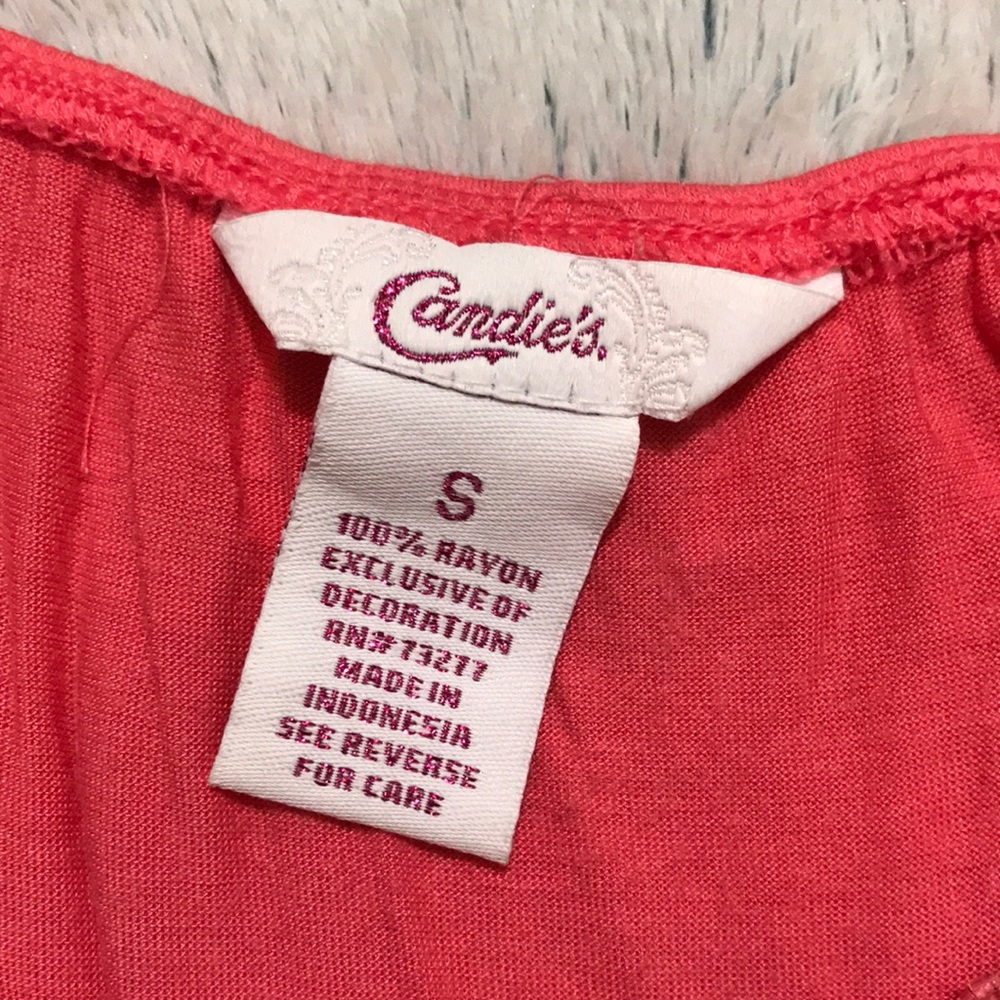 Candie's.
S
100% RAYON
EXCLUSIVE OF
DECORATION
RN# 73277
MADE IN
INDONESIA
SEE REVERSE
FOR CARE